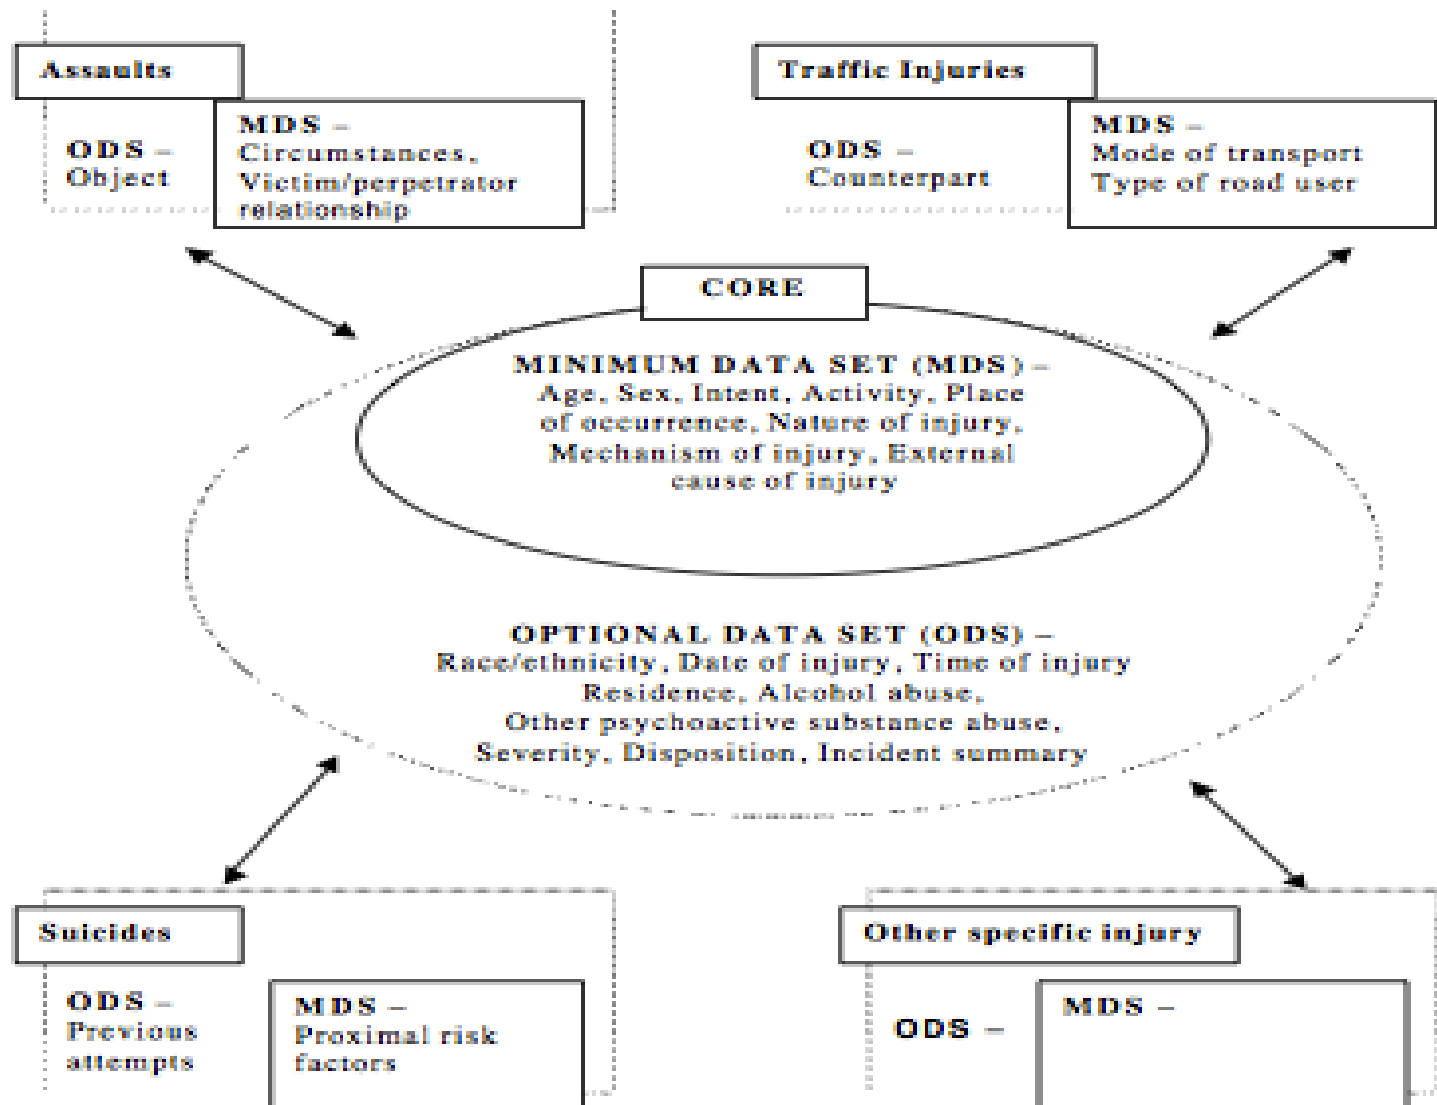 Assaults
ODS –
Object
MDS –
Circumstances,
Victim/perpetrator
relationship
Traffic Injuries
ODS –
Counterpart
MDS –
Mode of transport
Type of road user
CORE
MINIMUM DATA SET (MDS) –
Age, Sex, Intent, Activity, Place
of occurrence, Nature of injury,
Mechanism of injury, External
cause of injury
OPTIONAL DATA SET (ODS) –
Race/ethnicity, Date of injury, Time of injury
Residence, Alcohol abuse,
Other psychoactive substance abuse,
Severity, Disposition, Incident summary
Suicides
ODS –
Previous
attempts
MDS –
Proximal risk
factors
Other specific injury
ODS –
MDS –